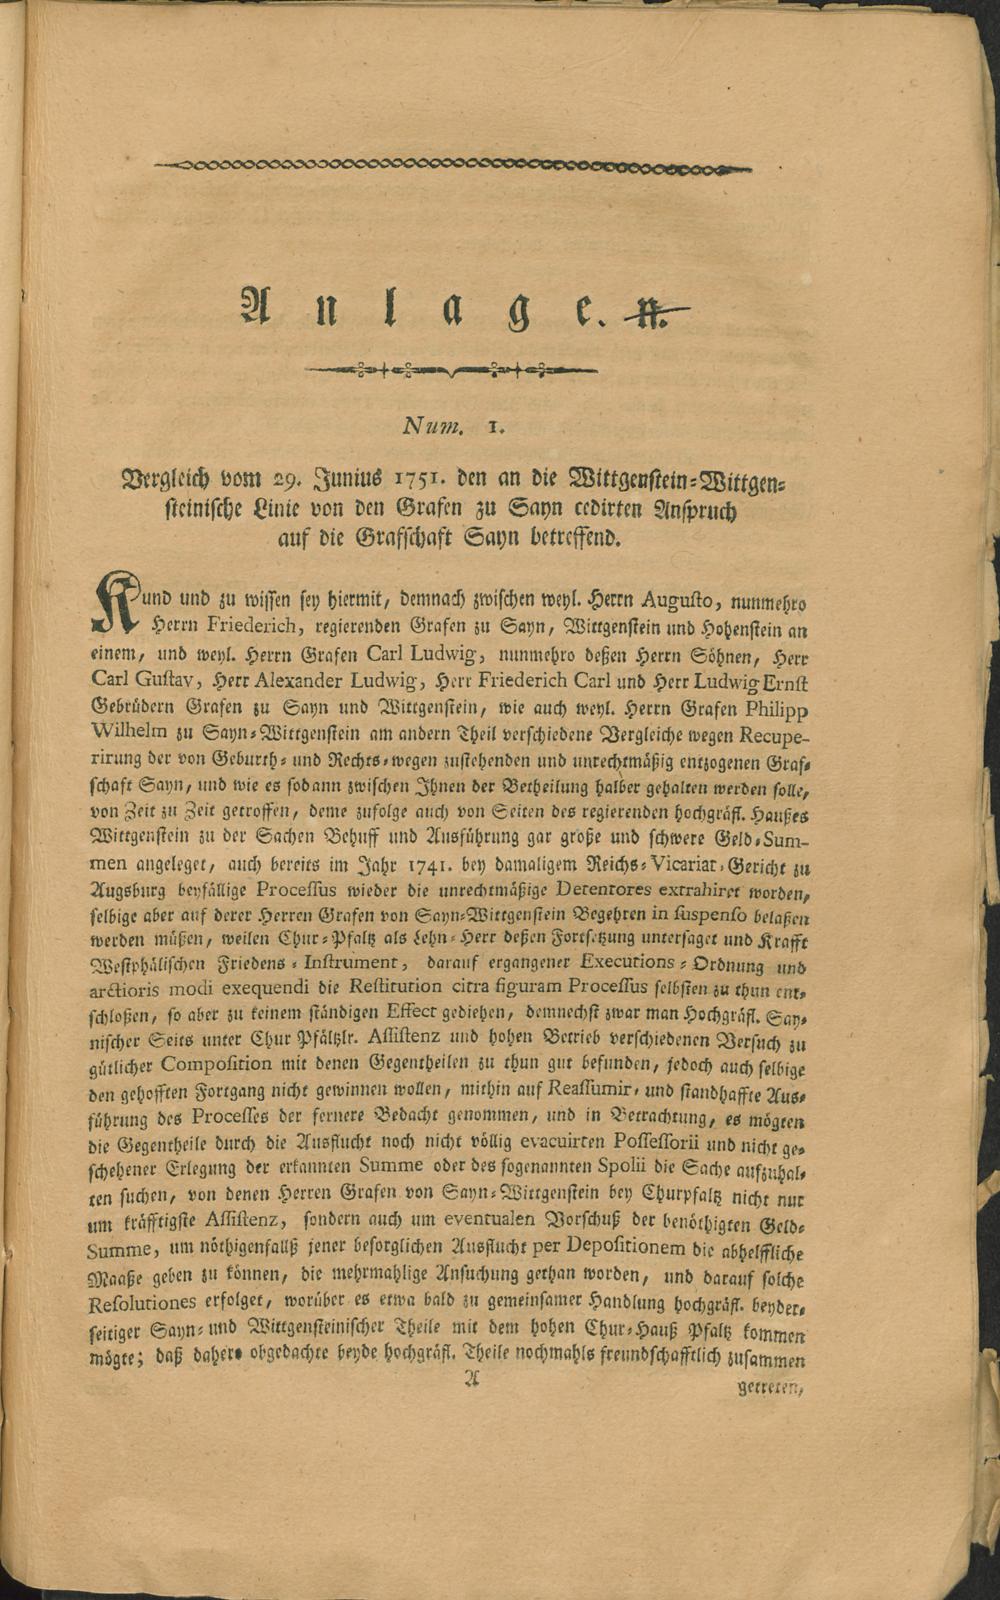 Anlage. n.
Num. 1.
Vergleich vom 29. Junius 1751. den an die Wittgenstein-Wittgen-
steinische Linie von den Grafen zu Sayn cedirten Anspruch
auf die Grafschaft Sayn betreffend.
Kund und zu wissen sey hiermit, demnach zwischen weyl. Herrn Augusto, nunmehro
Herrn Friederich, regierenden Grafen zu Sayn, Wittgenstein und Hohenstein an
einem, und weyl. Herrn Grafen Carl Ludwig, nunmehro deßen Herrn Söhnen, Herr
Carl Gustav, Herr Alexander Ludwig, Herr Friederich Carl und Herr Ludwig Ernst
Gebrüdern Grafen zu Sayn und Wittgenstein, wie auch weyl. Herrn Grafen Philipp
Wilhelm zu Sayn-Wittgenstein am andern Theil verschiedene Vergleiche wegen Recupe-
rirung der von Geburth- und Rechts-wegen zustehenden und unrechtmäßig entzogenen Graf-
schaft Sayn, und wie es sodann zwischen Ihnen der Betheilung halber gehalten werden solle,
von Zeit zu Zeit getroffen, deme zufolge auch von Seiten des regierenden hochgräfl. Haußes
Wittgenstein zu der Sachen Behuff und Ausführung gar große und schwere Geld-Sum-
men angeleget, auch bereits im Jahr 1741. bey damaligem Reichs-Vicariat-Gericht zu
Augsburg beyfällige Processus wieder die unrechtmäßige Detentores extrahiret worden,
selbige aber auf derer Herren Grafen von Sayn-Wittgenstein Begehren in suspenso belaßen
werden müßen, weilen Chur-Pfaltz als Lehn-Herr deßen Fortsetzung untersaget und Krafft
Westphälischen Friedens-Instrument, darauf ergangener Executions-Ordnung und
arctioris modi exequendi die Restitution citra figuram Processus selbsten zu thun ent-
schloßen, so aber zu keinem ständigen Effect gediehen, demnechst zwar man Hochgräfl. Say-
nischer Seits unter Chur Pfältzlr. Assistenz und hohen Betrieb verschiedenen Versuch zu
gütlicher Composition mit denen Gegentheilen zu thun gut befunden, jedoch auch selbige
den gehofften Fortgang nicht gewinnen wollen, mithin auf Reassumir- und standhaffte Aus-
führung des Processes der fernere Bedacht genommen, und in Betrachtung, es mögten
die Gegentheile durch die Ausflucht noch nicht völlig evacuirten Possessorii und nicht ge-
schehener Erlegung der erkannten Summe oder des sogenannten Spolii die Sache aufzuhal-
ten suchen, von denen Herren Grafen von Sayn-Wittgenstein bey Churpfaltz nicht nur
um kräfftigste Assistenz, sondern auch um eventualen Vorschuß der benöthigten Geld-
Summe, um nöthigenfallß jener besorglichen Ausflucht per Depositionem die abhelffliche
Maaße geben zu können, die mehrmahlige Ansuchung gethan worden, und darauf solche
Resolutiones erfolget, worüber es etwa bald zu gemeinsamer Handlung hochgräfl. beyder-
seitiger Sayn- und Wittgensteinischer Theile mit dem hohen Chur-Hauß Pfaltz kommen
mögte; daß dahero obgedachte beyde hochgräfl. Theile nochmahls freundschafftlich zusammen
A
getreten,